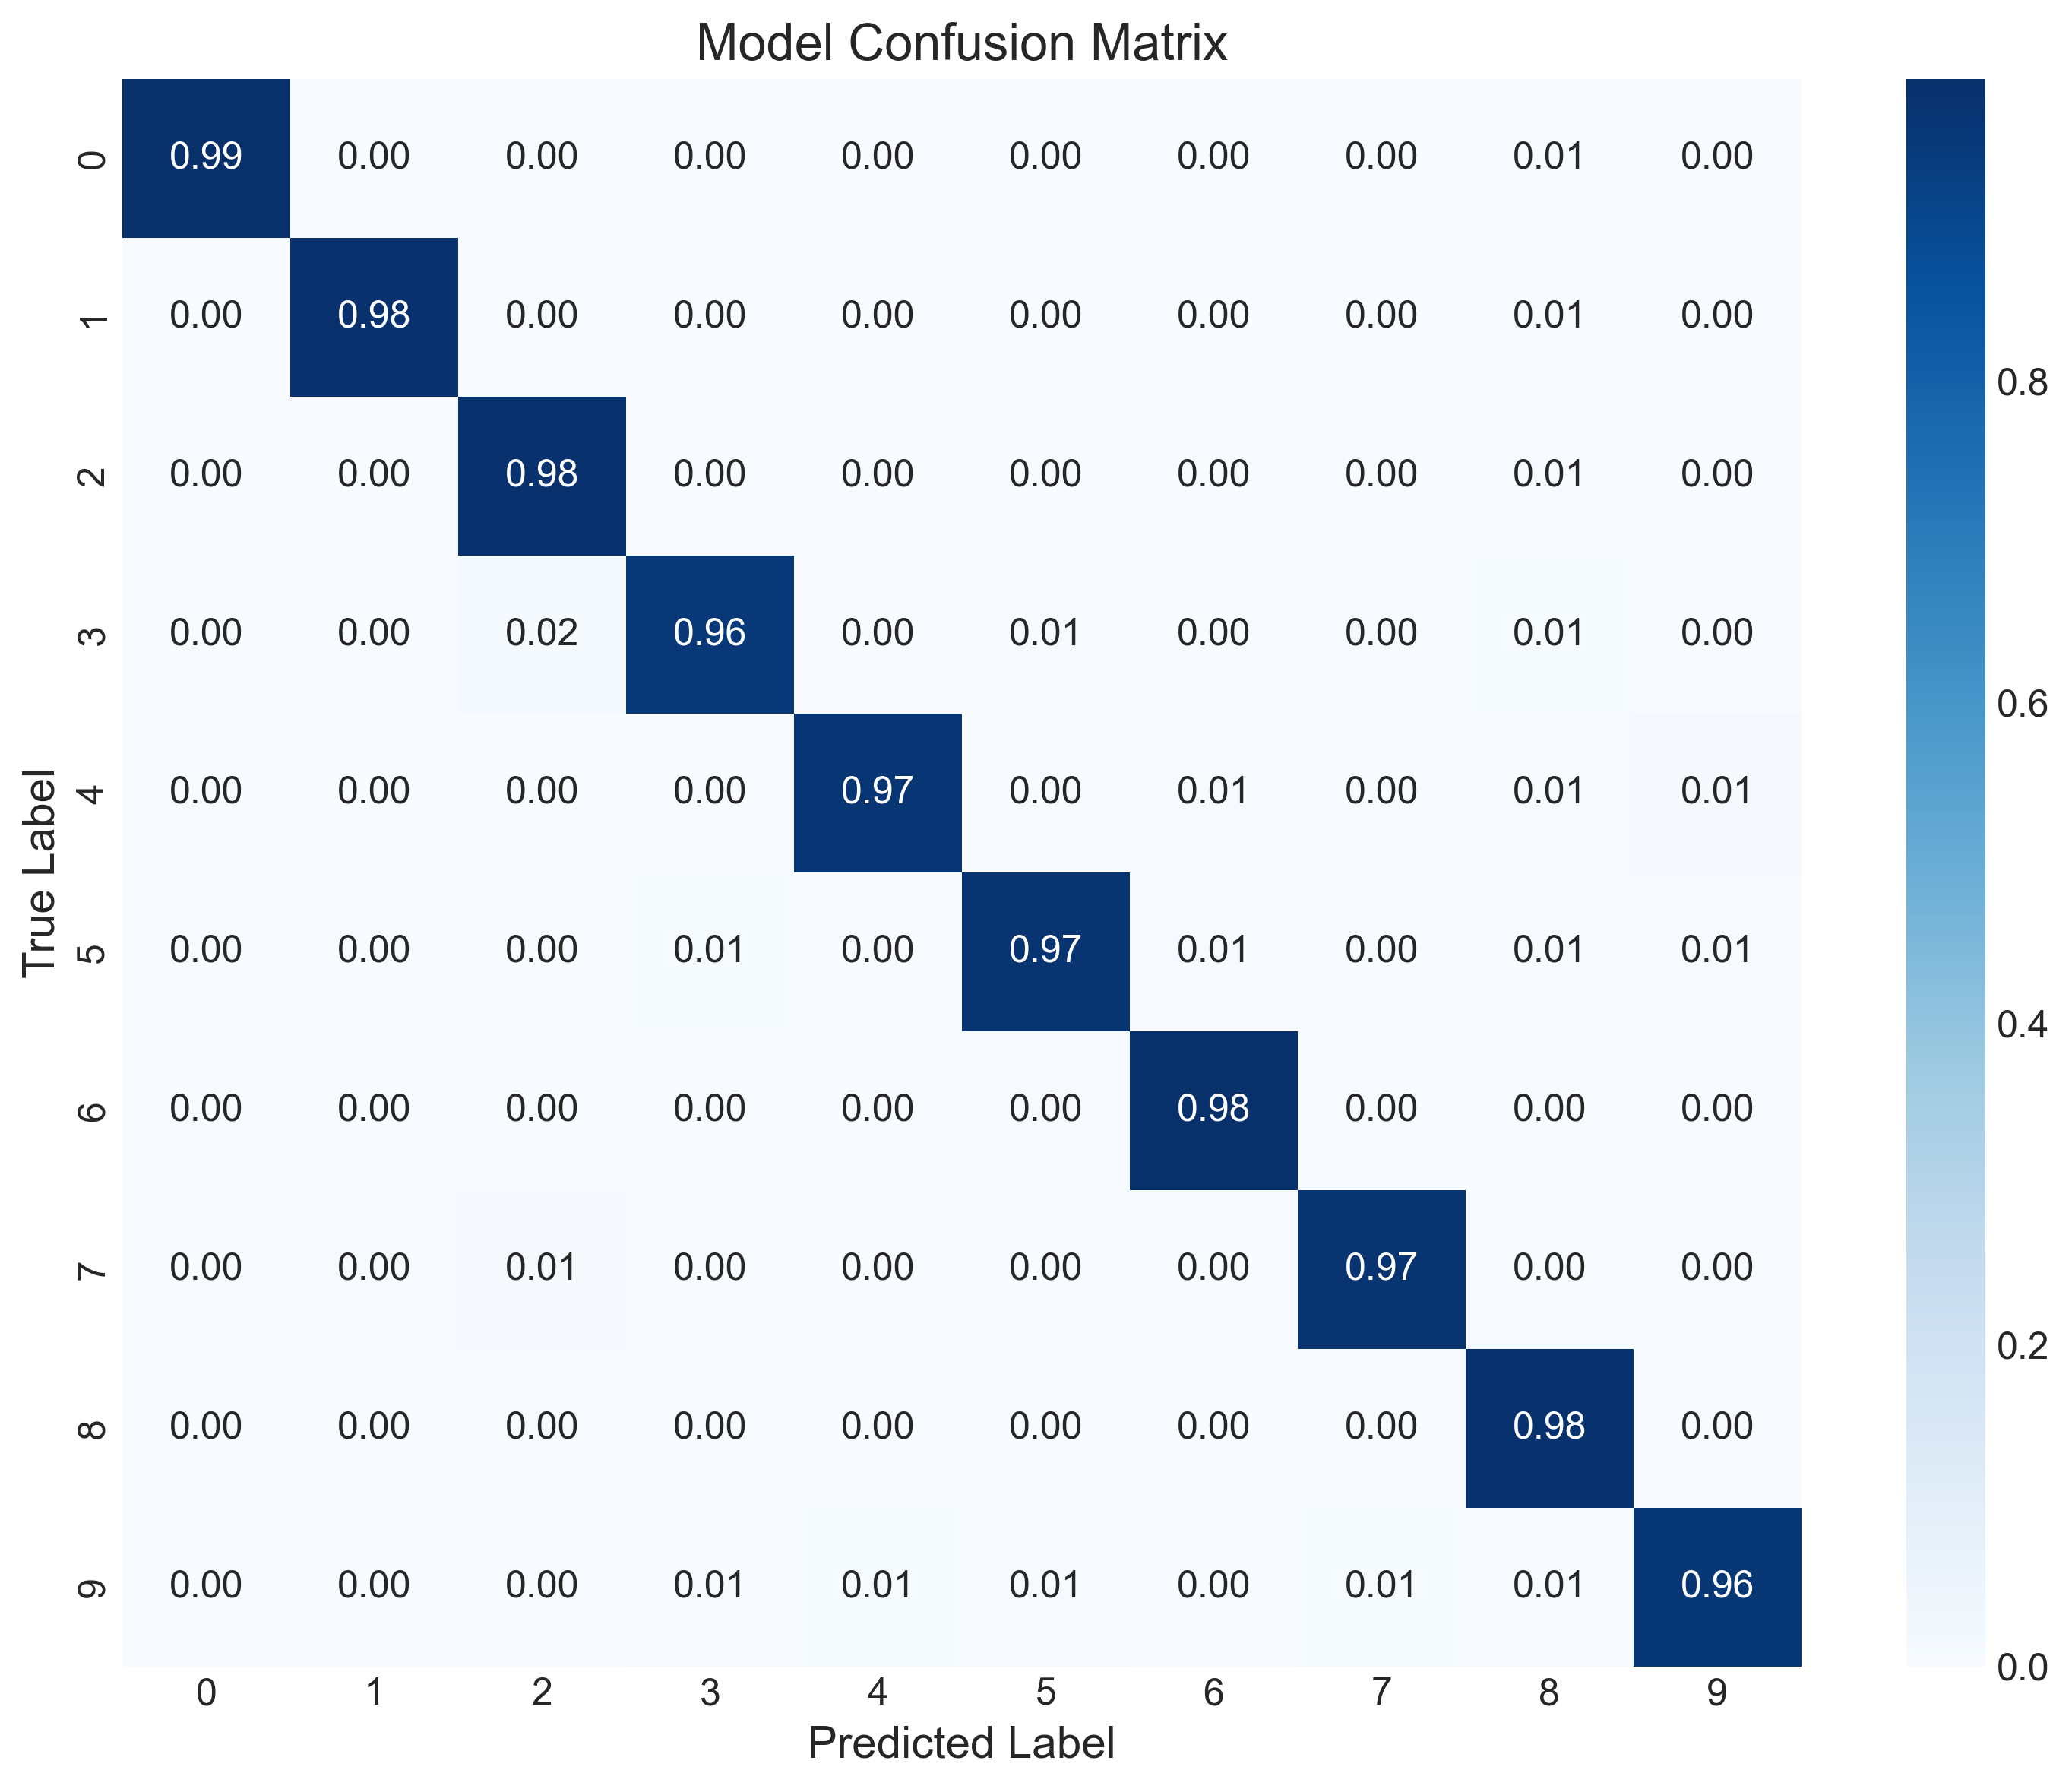 Model Confusion Matrix
0 0.99 0.00 0.00 0.00 0.00 0.00 0.00 0.00 0.01 0.00
1 0.00 0.98 0.00 0.00 0.00 0.00 0.00 0.00 0.01 0.00
2 0.00 0.00 0.98 0.00 0.00 0.00 0.00 0.00 0.01 0.00
3 0.00 0.00 0.02 0.96 0.00 0.01 0.00 0.00 0.01 0.00
4 0.00 0.00 0.00 0.00 0.97 0.00 0.01 0.00 0.01 0.01
5 0.00 0.00 0.00 0.01 0.00 0.97 0.01 0.00 0.01 0.01
6 0.00 0.00 0.00 0.00 0.00 0.00 0.98 0.00 0.00 0.00
7 0.00 0.00 0.01 0.00 0.00 0.00 0.00 0.97 0.00 0.00
8 0.00 0.00 0.00 0.00 0.00 0.00 0.00 0.00 0.98 0.00
9 0.00 0.00 0.00 0.01 0.01 0.01 0.00 0.01 0.01 0.96
0 1 2 3 4 5 6 7 8 9
Predicted Label
True Label
0.8
0.6
0.4
0.2
0.0